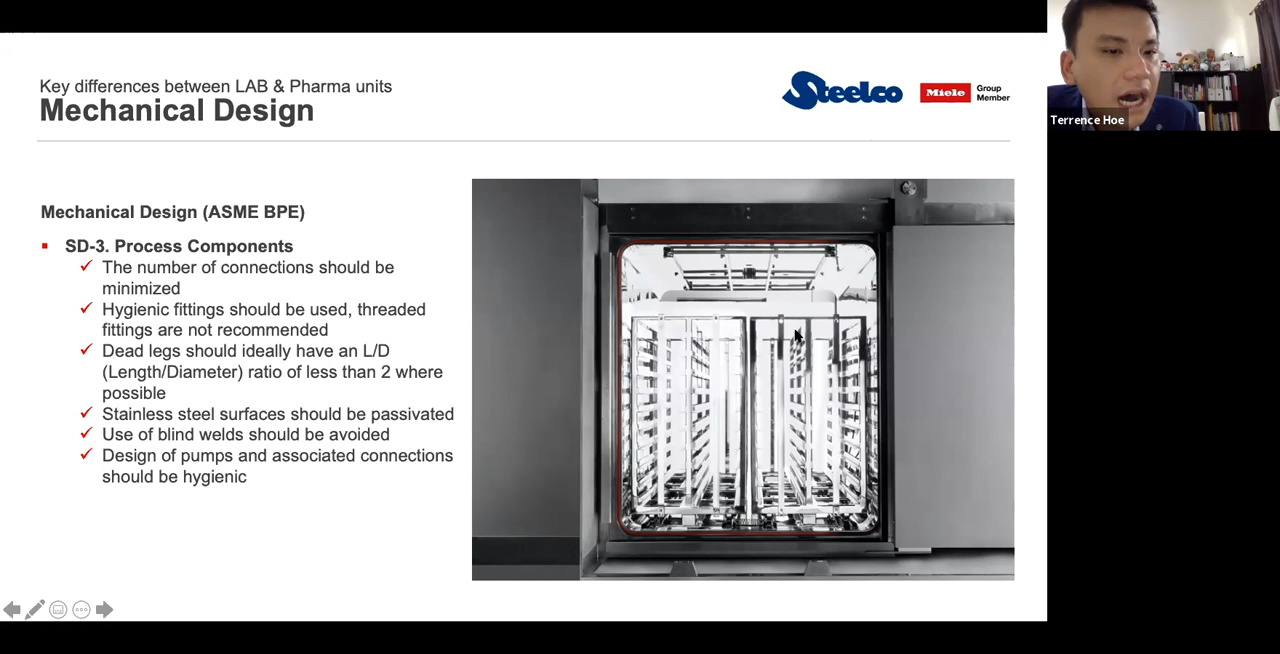 Key differences between LAB & Pharma units
Mechanical Design
Steelco
Miele
Group
Member
Terrence Hoe
Mechanical Design (ASME BPE)
SD-3. Process Components
The number of connections should be
minimized
Hygienic fittings should be used, threaded
fittings are not recommended
Dead legs should ideally have an L/D
(Length/Diameter) ratio of less than 2 where
possible
Stainless steel surfaces should be passivated
Use of blind welds should be avoided
Design of pumps and associated connections
should be hygienic